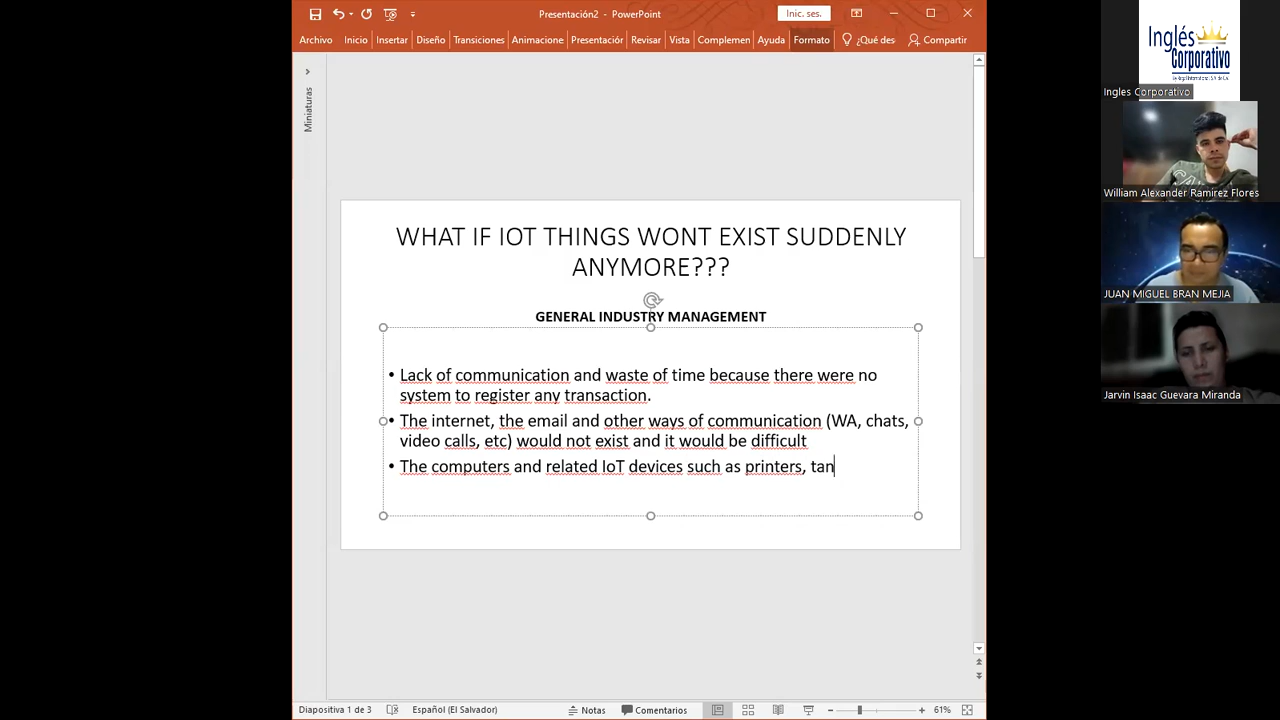 Presentación2 - PowerPoint
Inic. ses.
Archivo Inicio Insertar Diseño Transiciones Animacione Presentaciór Revisar Vista Complemen Ayuda Formato ¿Qué des Compartir
Miniaturas
WHAT IF IOT THINGS WONT EXIST SUDDENLY
ANYMORE???
GENERAL INDUSTRY MANAGEMENT
• Lack of communication and waste of time because there were no
system to register any transaction.
• The internet, the email and other ways of communication (WA, chats,
video calls, etc) would not exist and it would be difficult
• The computers and related IoT devices such as printers, tan
Diapositiva 1 de 3 Español (El Salvador) Notas Comentarios 61%
Inglés
Corporativo
Ingles Corporativo
William Alexander Ramirez Flores
JUAN MIGUEL BRAN MEJIA
Jarvin Isaac Guevara Miranda